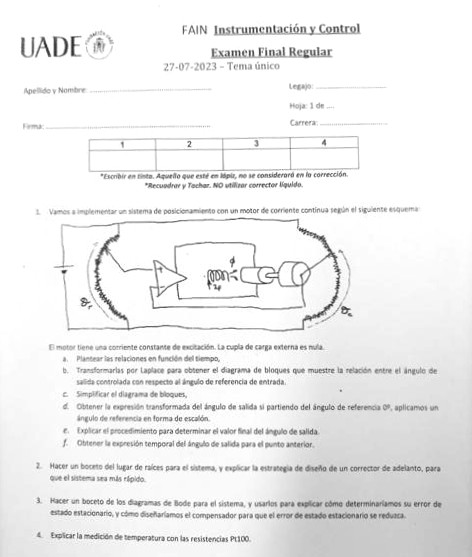 FAIN Instrumentación y Control
UADE
Examen Final Regular
27-07-2023 – Tema único
Apellido y Nombre:
Legajo:
Hoja: 1 de ....
Firma:
Carrera:
1 2 3 4
*Escribir en tinta. Aquello que esté en lápiz, no se considerará en la corrección.
*Recuadrar y Tachar. NO utilizar corrector líquido.
1. Vamos a implementar un sistema de posicionamiento con un motor de corriente continua según el siguiente esquema:
El motor tiene una corriente constante de excitación. La cupla de carga externa es nula.
a. Plantear las relaciones en función del tiempo,
b. Transformarlas por Laplace para obtener el diagrama de bloques que muestre la relación entre el ángulo de
salida controlada con respecto al ángulo de referencia de entrada.
c. Simplificar el diagrama de bloques,
d. Obtener la expresión transformada del ángulo de salida si partiendo del ángulo de referencia 0º, aplicamos un
ángulo de referencia en forma de escalón.
e. Explicar el procedimiento para determinar el valor final del ángulo de salida.
f. Obtener la expresión temporal del ángulo de salida para el punto anterior.
2. Hacer un boceto del lugar de raíces para el sistema, y explicar la estrategia de diseño de un corrector de adelanto, para
que el sistema sea más rápido.
3. Hacer un boceto de los diagramas de Bode para el sistema, y usarlos para explicar cómo determinaríamos su error de
estado estacionario, y cómo diseñaríamos el compensador para que el error de estado estacionario se reduzca.
4. Explicar la medición de temperatura con las resistencias Pt100.